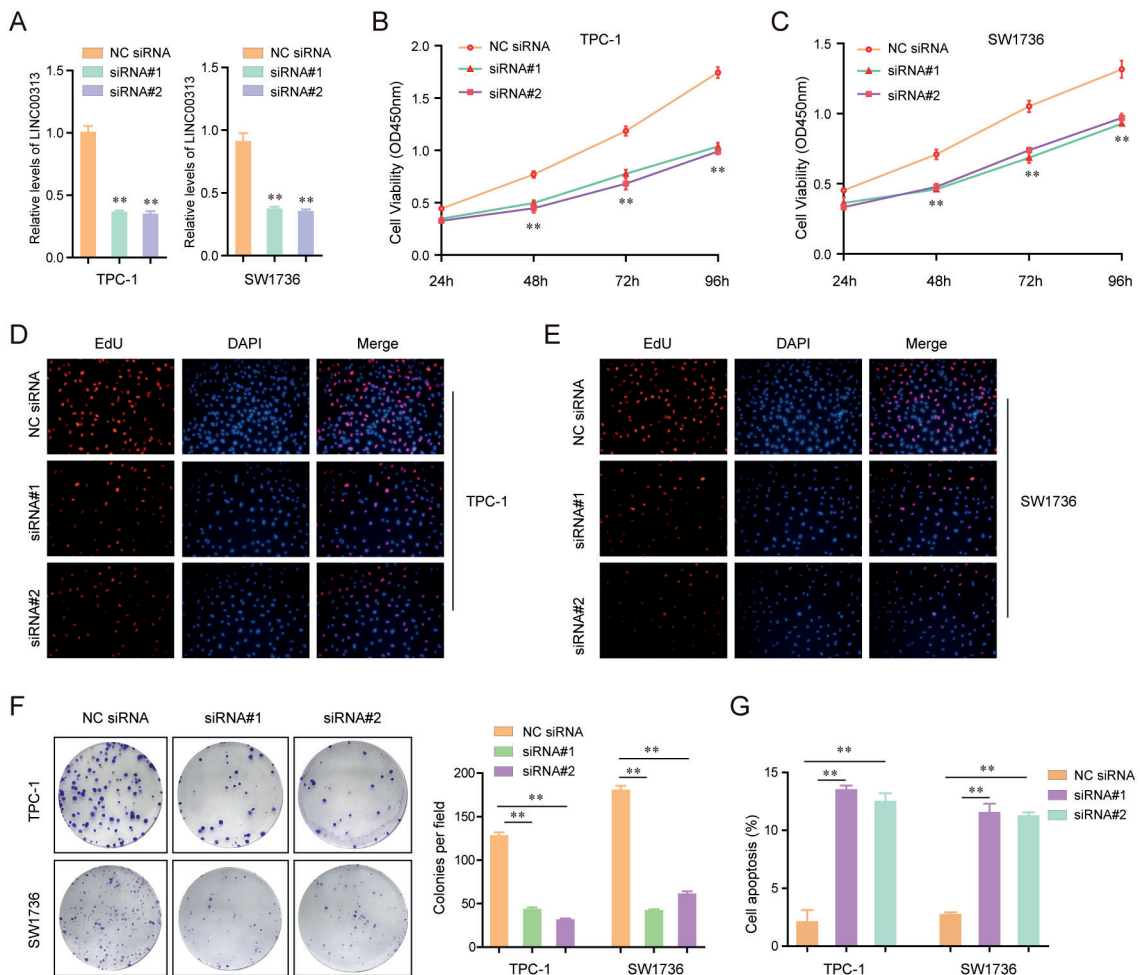 A
NC siRNA
siRNA#1
siRNA#2
Relative levels of LINC00313
1.5
1.0
0.5
0.0
** **
TPC-1
NC siRNA
siRNA#1
siRNA#2
Relative levels of LINC00313
1.5
1.0
0.5
0.0
** **
SW1736
B
TPC-1
NC siRNA
siRNA#1
siRNA#2
Cell Viability (OD450nm)
2.0
1.5
1.0
0.5
0.0
**
**
**
24h 48h 72h 96h
C
SW1736
NC siRNA
siRNA#1
siRNA#2
Cell Viability (OD450nm)
1.5
1.0
0.5
0.0
**
**
**
24h 48h 72h 96h
D
EdU DAPI Merge
NC siRNA
siRNA#1
siRNA#2
TPC-1
E
EdU DAPI Merge
NC siRNA
siRNA#1
siRNA#2
SW1736
F
NC siRNA siRNA#1 siRNA#2
TPC-1
SW1736
NC siRNA
siRNA#1
siRNA#2
Colonies per field
200
150
100
50
0
**
**
**
**
TPC-1 SW1736
G
NC siRNA
siRNA#1
siRNA#2
Cell apoptosis (%)
15
10
5
0
**
**
**
**
TPC-1 SW1736